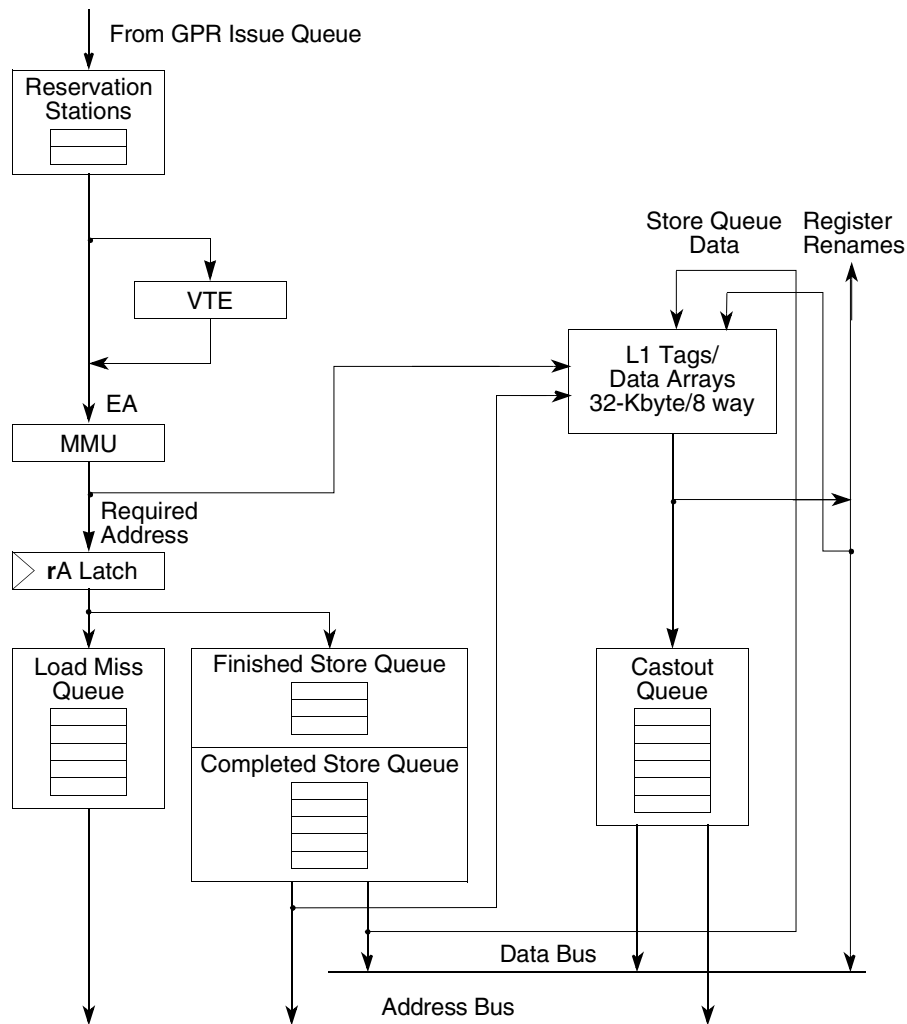 From GPR Issue Queue
Reservation
Stations
Store Queue
Data
Register
Renames
VTE
L1 Tags/
Data Arrays
32-Kbyte/8 way
EA
MMU
Required
Address
rA Latch
Load Miss
Queue
Finished Store Queue
Completed Store Queue
Castout
Queue
Data Bus
Address Bus